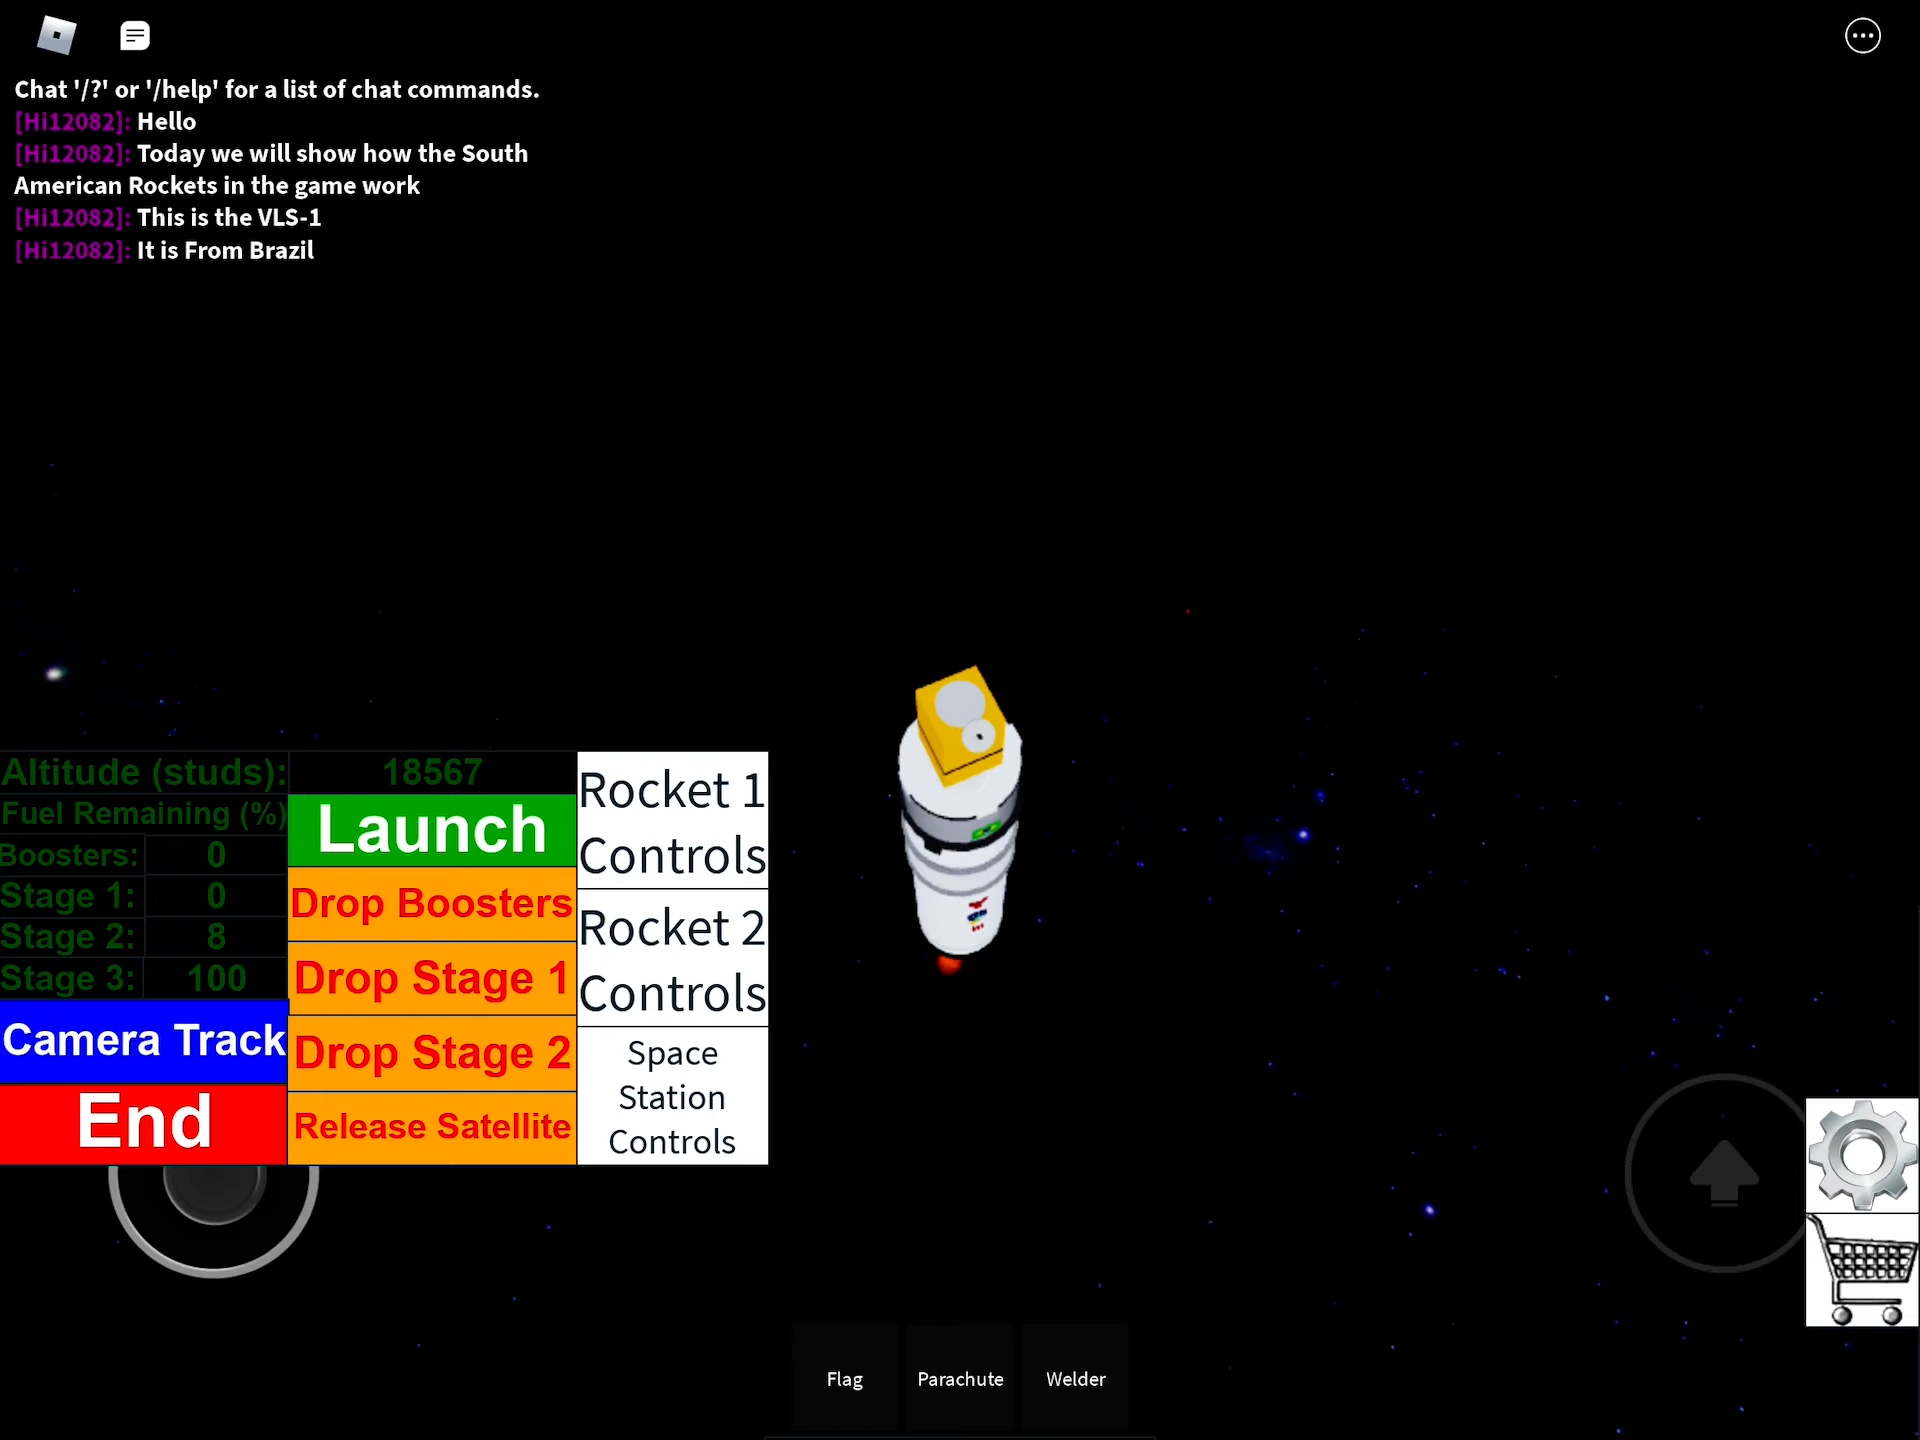 Chat '/?' or '/help' for a list of chat commands.
[Hi12082]: Hello
[Hi12082]: Today we will show how the South
American Rockets in the game work
[Hi12082]: This is the VLS-1
[Hi12082]: It is From Brazil
Altitude (studs): 18567
Fuel Remaining (%)
Boosters: 0
Stage 1: 0
Stage 2: 8
Stage 3: 100
Camera Track
End
Launch
Drop Boosters
Drop Stage 1
Drop Stage 2
Release Satellite
Rocket 1
Controls
Rocket 2
Controls
Space
Station
Controls
Flag
Parachute
Welder